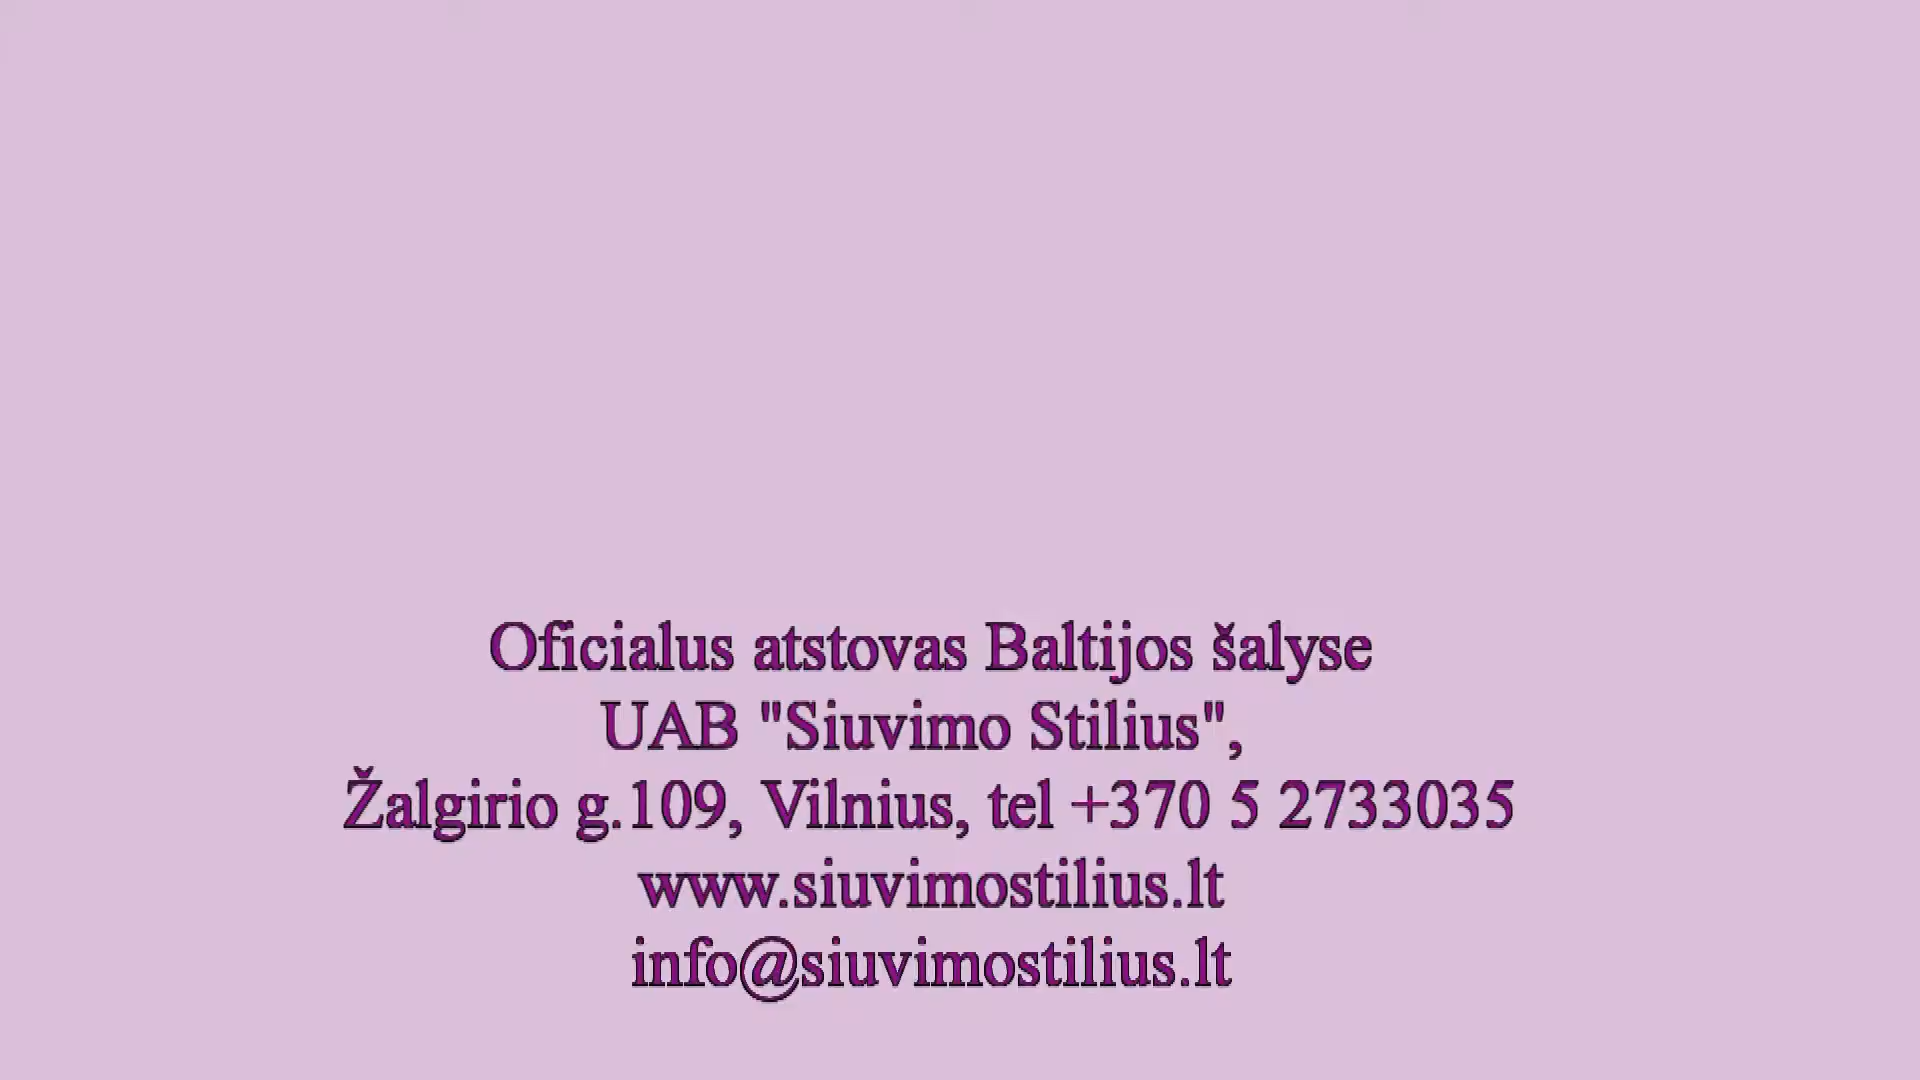 Oficialus atstovas Baltijos šalyse
UAB "Siuvimo Stilius",
Žalgirio g.109, Vilnius, tel +370 5 2733035
www.siuvimostilius.lt
info@siuvimostilius.lt